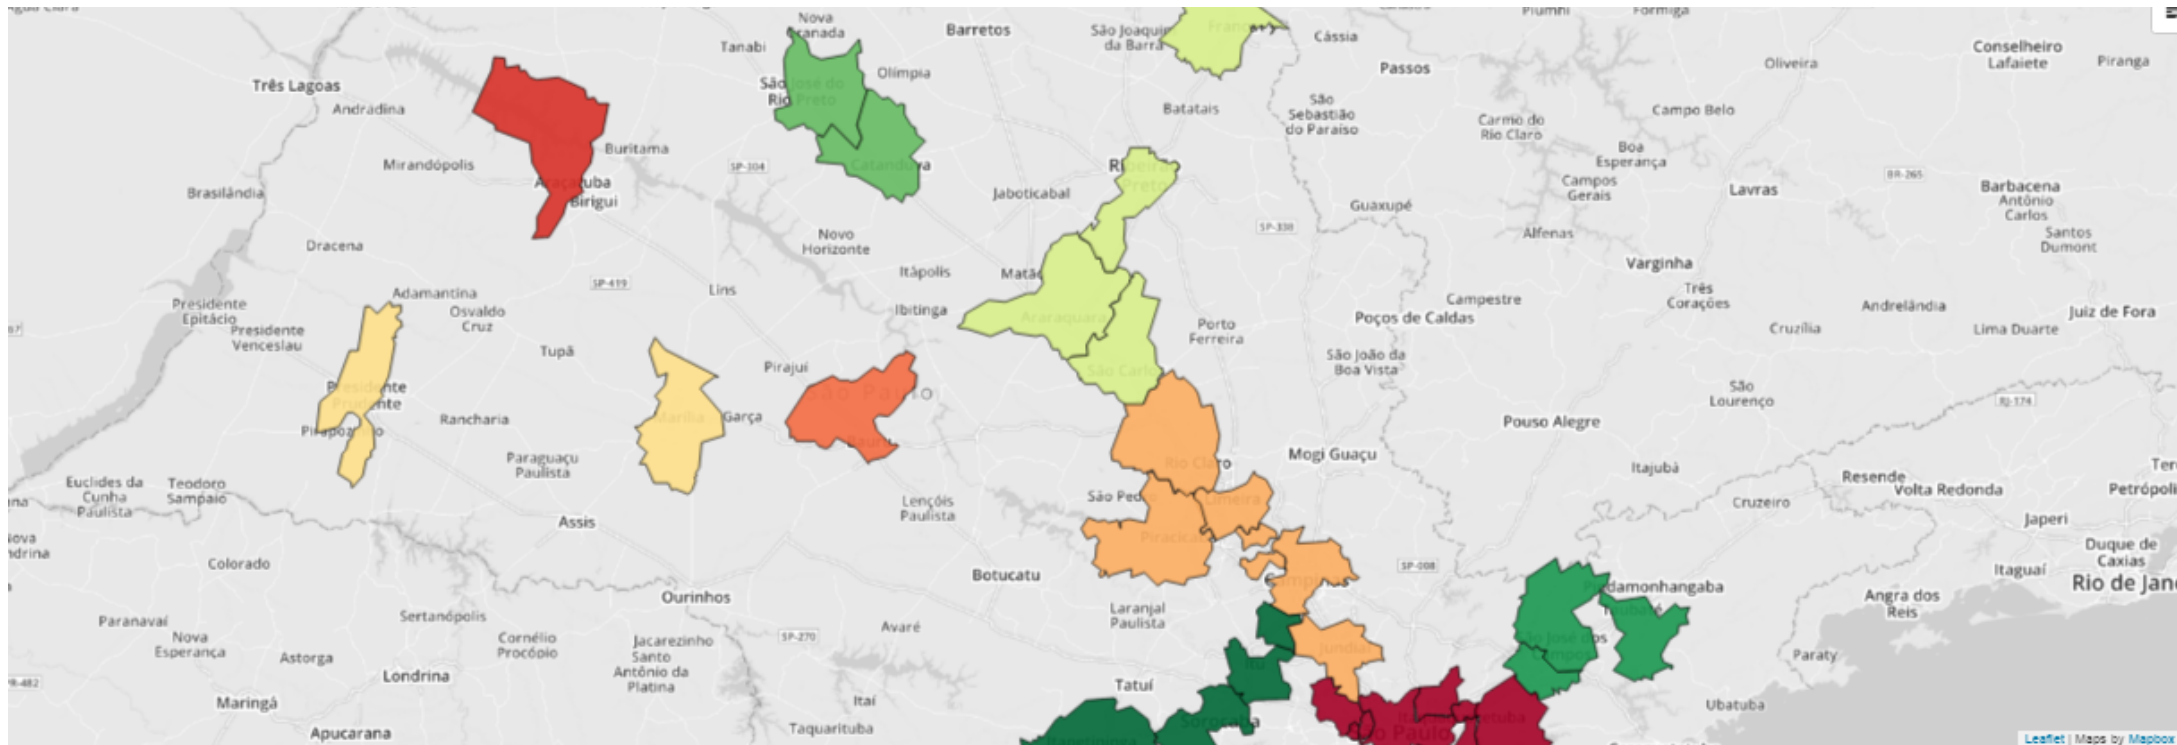 Nova
Granada
Tanabi
Barretos
São Joaquim
da Barra
Franca
Cássia
Piumhi
Formiga
Conselheiro
Lafaiete
Piranga
Oliveira
Passos
Três Lagoas
Andradina
São José do
Rio Preto
Olímpia
Batatais
São
Sebastião
do Paraíso
Carmo do
Rio Claro
Campo Belo
Boa
Esperança
Buritama
Mirandópolis
SP-304
Catanduva
Ribeirão
Preto
Jaboticabal
Campos
Gerais
Lavras
BR-265
Barbacena
Antônio
Carlos
Brasilândia
Araçatuba
Birigui
Guaxupé
SP-338
Alfenas
Santos
Dumont
Dracena
Novo
Horizonte
Itápolis
Matão
Varginha
SP-419
Lins
Três
Corações
Adamantina
Osvaldo
Cruz
Presidente
Epitácio
Ibitinga
Campestre
Andrelândia
Juiz de Fora
Presidente
Venceslau
Araraquara
Porto
Ferreira
Poços de Caldas
Cruzília
Lima Duarte
Tupã
Pirajuí
São Carlos
São João da
Boa Vista
Presidente
Prudente
São Paulo
São
Lourenço
RJ-174
Pirapozinho
Rancharia
Marília
Garça
Bauru
Pouso Alegre
Paraguaçu
Paulista
Rio Claro
Mogi Guaçu
Itajubá
Euclides da
Cunha
Paulista
Teodoro
Sampaio
São Pedro
Limeira
Resende
Volta Redonda
Cruzeiro
Petrópoli
Lençóis
Paulista
Assis
Piracicaba
Japeri
Colorado
Botucatu
Campinas
SP-008
Duque de
Caxias
Itaguaí
Rio de Jan
Ourinhos
Pindamonhangaba
Taubaté
Angra dos
Reis
Paranavaí
Sertanópolis
Laranjal
Paulista
Nova
Esperança
Cornélio
Procópio
Jacarezinho
SP-270
Avaré
São José dos
Campos
Santo
Antônio da
Platina
Astorga
Itu
Jundiaí
Paraty
Londrina
Tatuí
Maringá
Itaí
Ubatuba
Sorocaba
São Paulo
Taquarituba
Apucarana
Itapetininga
Leaflet | Maps by Mapbox